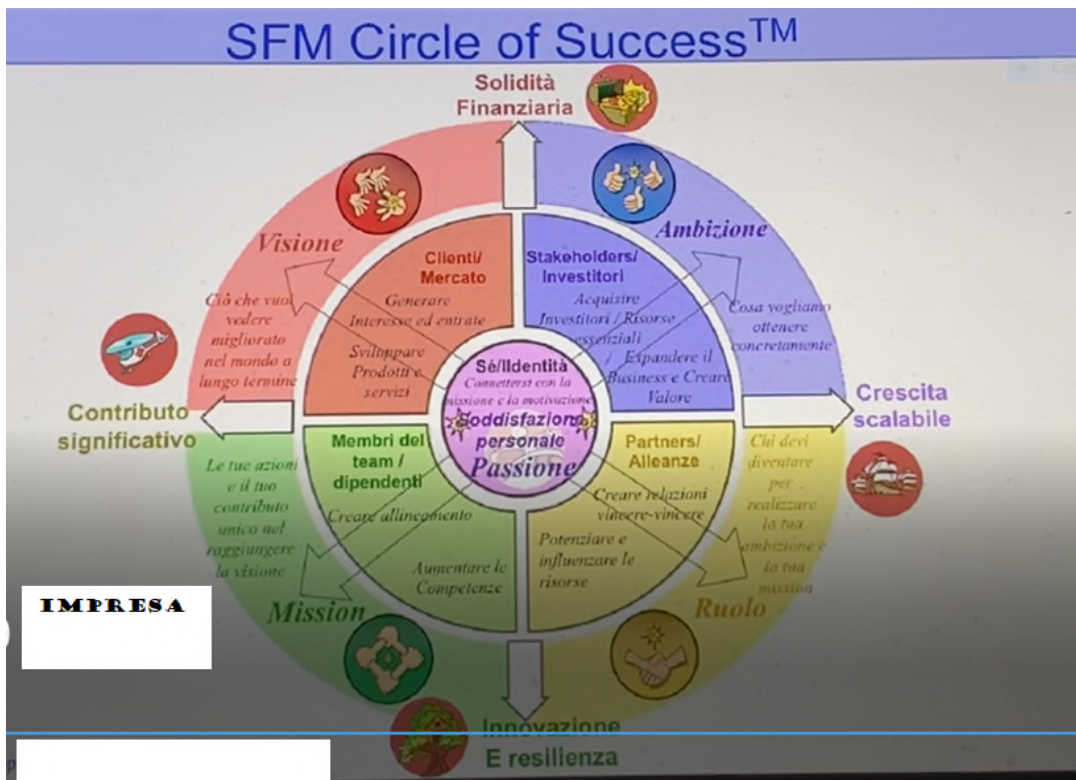 SFM Circle of Success™
Solidità
Finanziaria
Visione
Ciò che vuoi
vedere
migliorato
nel mondo a
lungo termine
Clienti/
Mercato
Generare
Interesse ed entrate
Sviluppare
Prodotti e
servizi
Stakeholders/
Investitori
Acquisire
Investitori / Risorse
essenziali
/ Expandere il
Business e Creare
Valore
Ambizione
Cosa vogliamo
ottenere
concretamente
Contributo
significativo
Sé/IIdentità
Connettersi con la
missione e la motivazione
Soddisfazione
personale
Passione
Crescita
scalabile
Le tue azioni
e il tuo
contributo
unico nel
raggiungere
la visione
Mission
Membri del
team /
dipendenti
Creare allineamento
Aumentare le
Competenze
Partners/
Alleanze
Creare relazioni
vincere-vincere
Potenziare e
influenzare le
risorse
Chi devi
diventare
per
realizzare
la tua
ambizione e
la tua
mission
Ruolo
IMPRESA
Innovazione
E resilienza